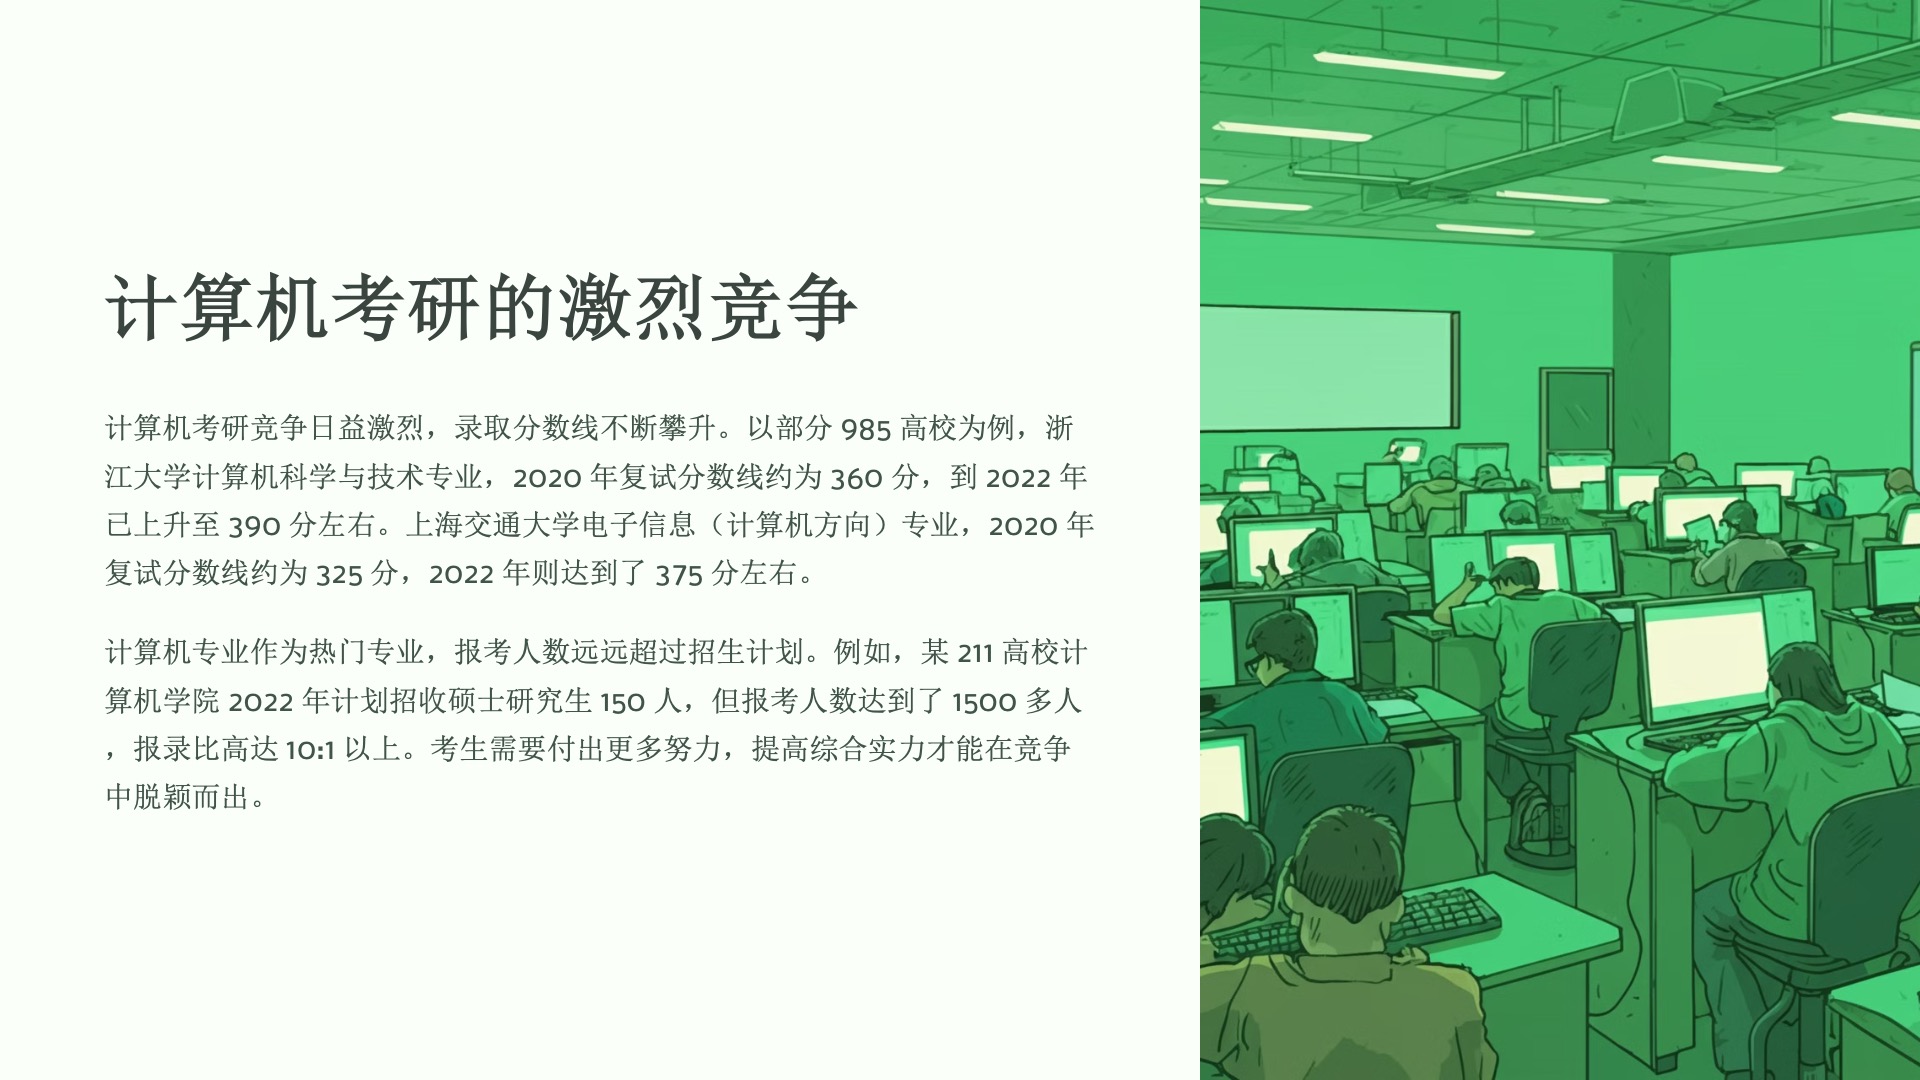 计算机考研的激烈竞争
计算机考研竞争日益激烈，录取分数线不断攀升。以部分 985 高校为例，浙
江大学计算机科学与技术专业，2020 年复试分数线约为 360 分，到 2022 年
已上升至 390 分左右。上海交通大学电子信息（计算机方向）专业，2020 年
复试分数线约为 325 分，2022 年则达到了 375 分左右。
计算机专业作为热门专业，报考人数远远超过招生计划。例如，某 211 高校计
算机学院 2022 年计划招收硕士研究生 150 人，但报考人数达到了 1500 多人
，报录比高达 10:1 以上。考生需要付出更多努力，提高综合实力才能在竞争
中脱颖而出。